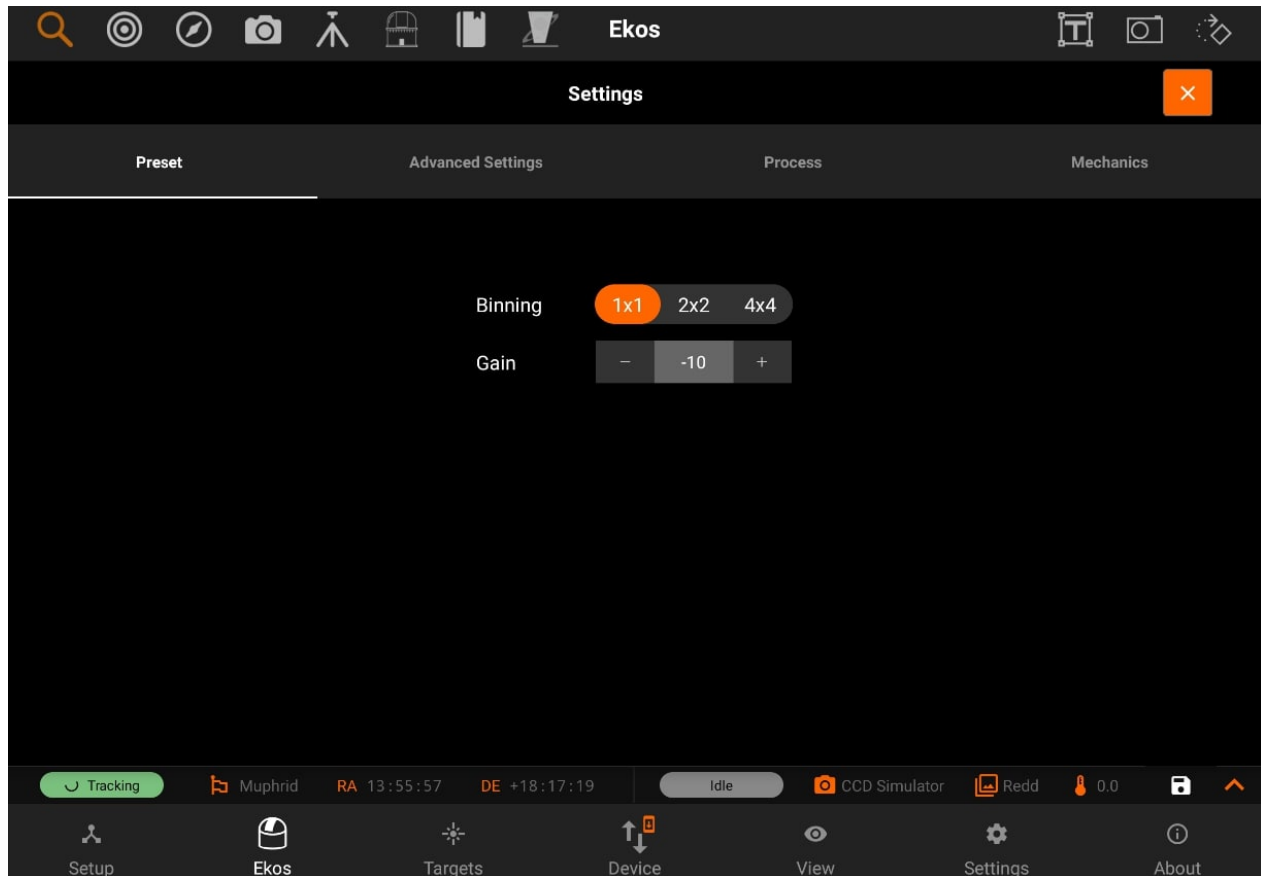 Ekos
Settings
Preset Advanced Settings Process Mechanics
Binning 1x1 2x2 4x4
Gain − -10 +
Tracking Muphrid RA 13:55:57 DE +18:17:19 Idle CCD Simulator Redd 0.0
Setup Ekos Targets Device View Settings About